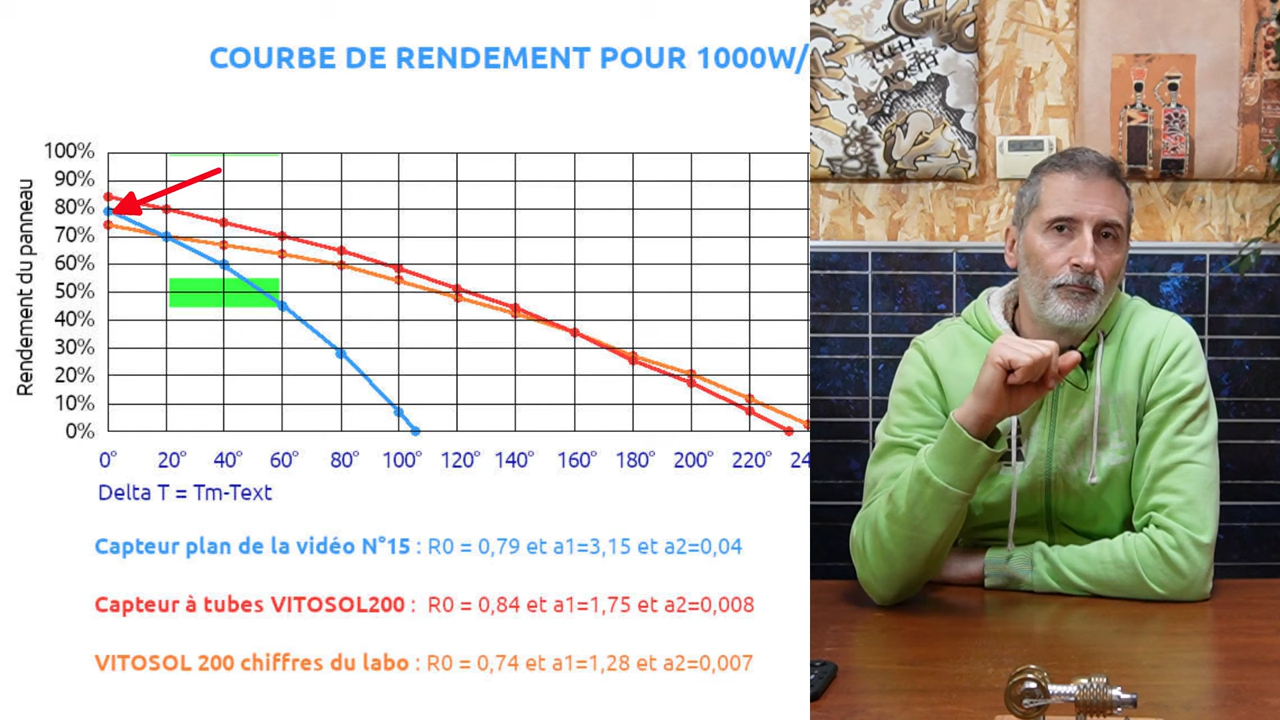 COURBE DE RENDEMENT POUR 1000W/
100%
90%
80%
70%
60%
50%
40%
30%
20%
10%
0%
Rendement du panneau
0° 20° 40° 60° 80° 100° 120° 140° 160° 180° 200° 220° 24
Delta T = Tm-Text
Capteur plan de la vidéo N°15 : R0 = 0,79 et a1=3,15 et a2=0,04
Capteur à tubes VITOSOL200 : R0 = 0,84 et a1=1,75 et a2=0,008
VITOSOL 200 chiffres du labo : R0 = 0,74 et a1=1,28 et a2=0,007